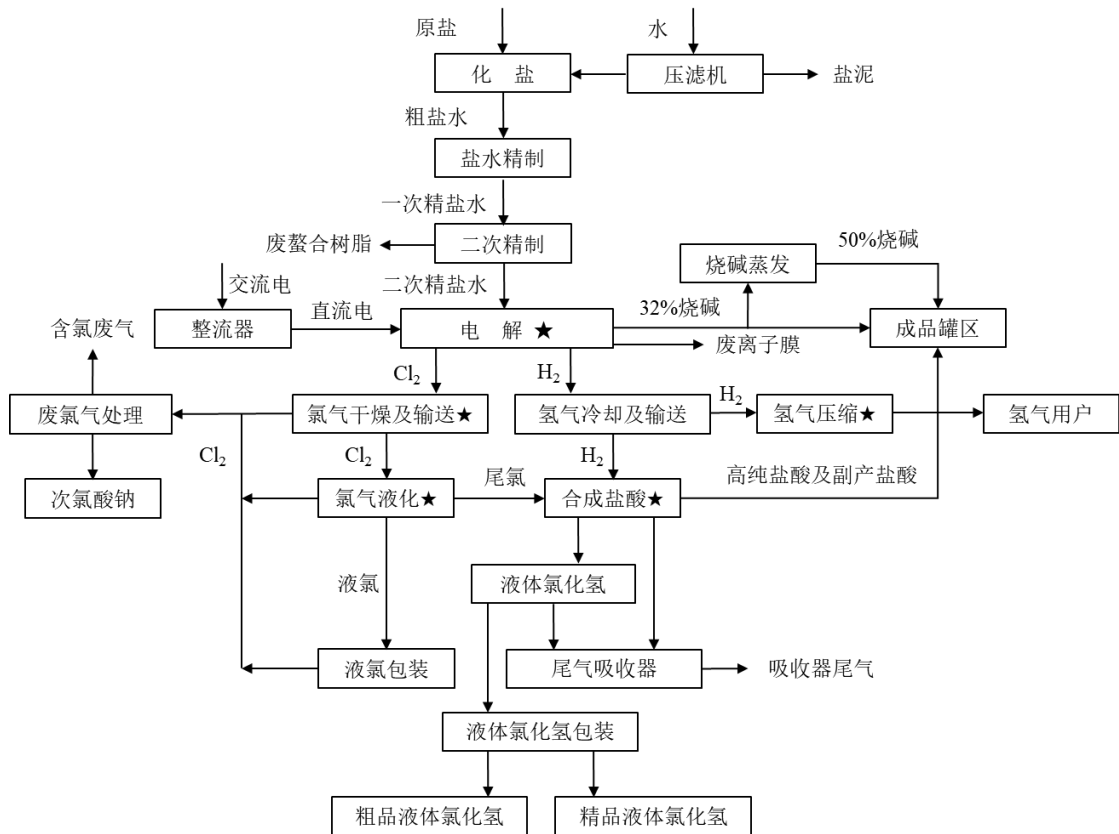 原盐
水
化 盐
压滤机
盐泥
粗盐水
盐水精制
一次精盐水
废螯合树脂
二次精制
50%烧碱
烧碱蒸发
交流电
二次精盐水
含氯废气
直流电
32%烧碱
整流器
电 解★
成品罐区
废离子膜
Cl₂
H₂
废氯气处理
氯气干燥及输送★
氢气冷却及输送
H₂
氢气压缩★
氢气用户
Cl₂
Cl₂
H₂
尾氯
高纯盐酸及副产盐酸
次氯酸钠
氯气液化★
合成盐酸★
液氯
液体氯化氢
液氯包装
尾气吸收器
吸收器尾气
液体氯化氢包装
粗品液体氯化氢
精品液体氯化氢